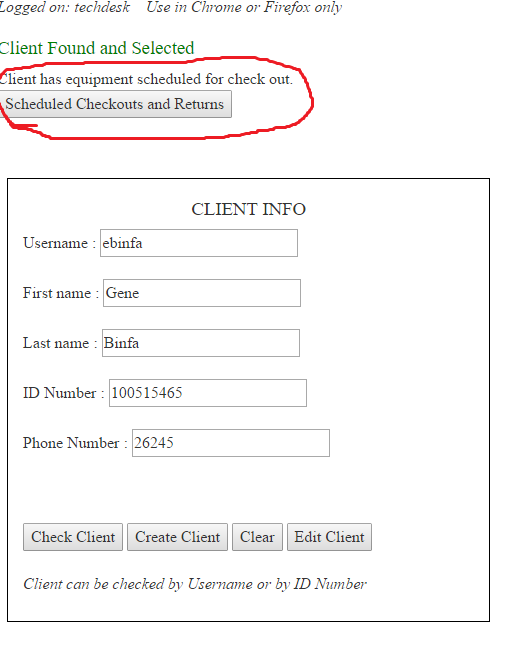 Logged on: techdesk Use in Chrome or Firefox only
Client Found and Selected
Client has equipment scheduled for check out.
Scheduled Checkouts and Returns
CLIENT INFO
Username : ebinfa
First name : Gene
Last name : Binfa
ID Number : 100515465
Phone Number : 26245
Check Client Create Client Clear Edit Client
Client can be checked by Username or by ID Number